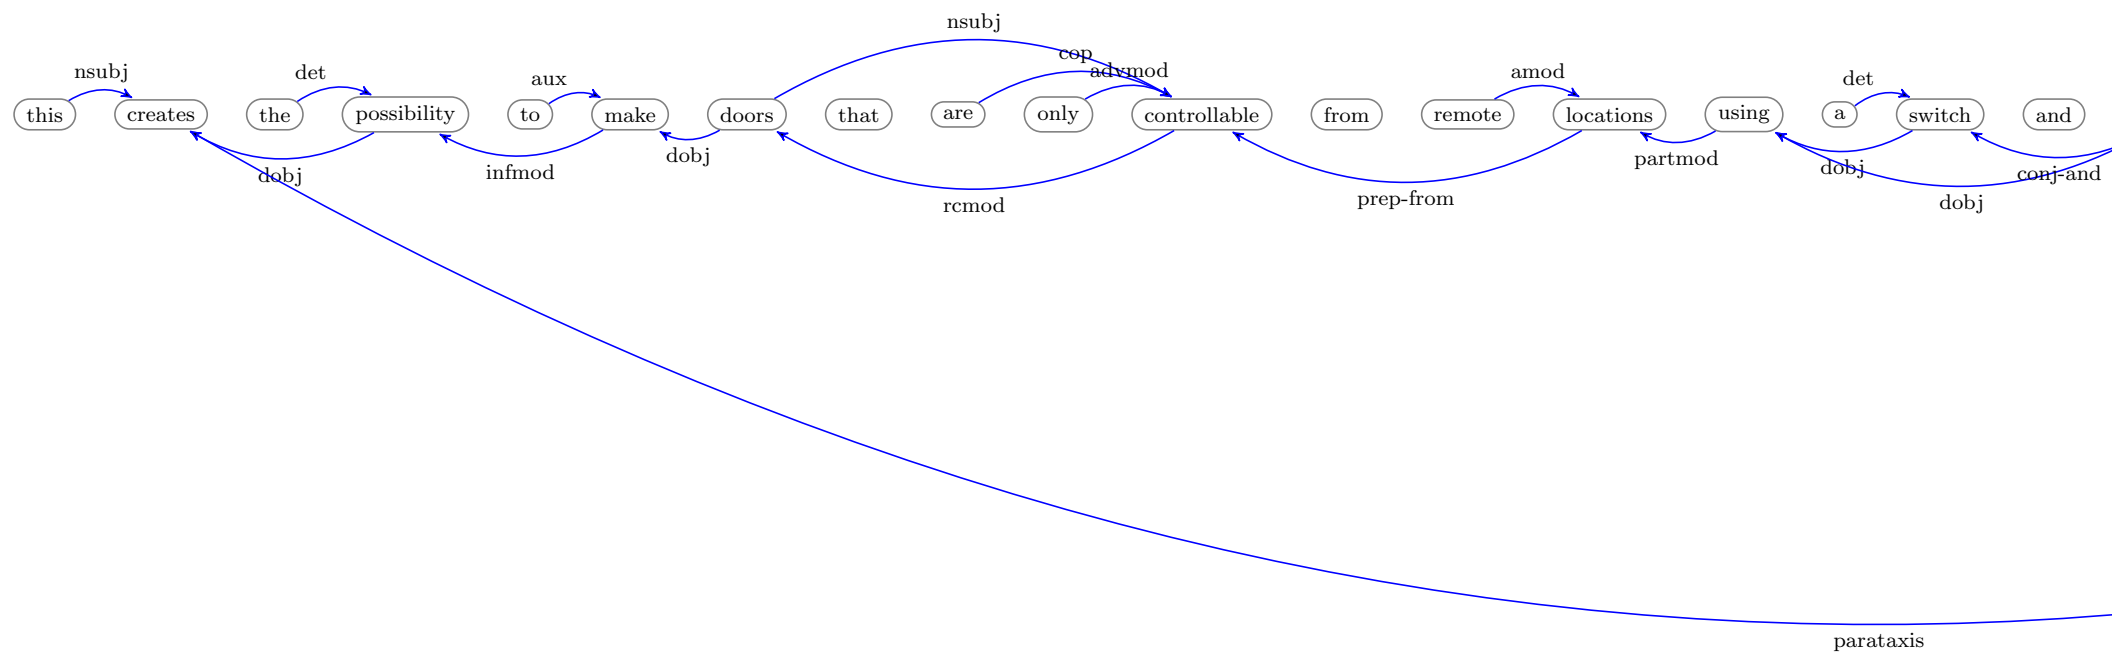 nsubj
cop
advmod
nsubj det aux amod det
this creates the possibility to make doors that are only controllable from remote locations using a switch and
dobj infmod dobj rcmod prep-from partmod dobj conj-and dobj
parataxis